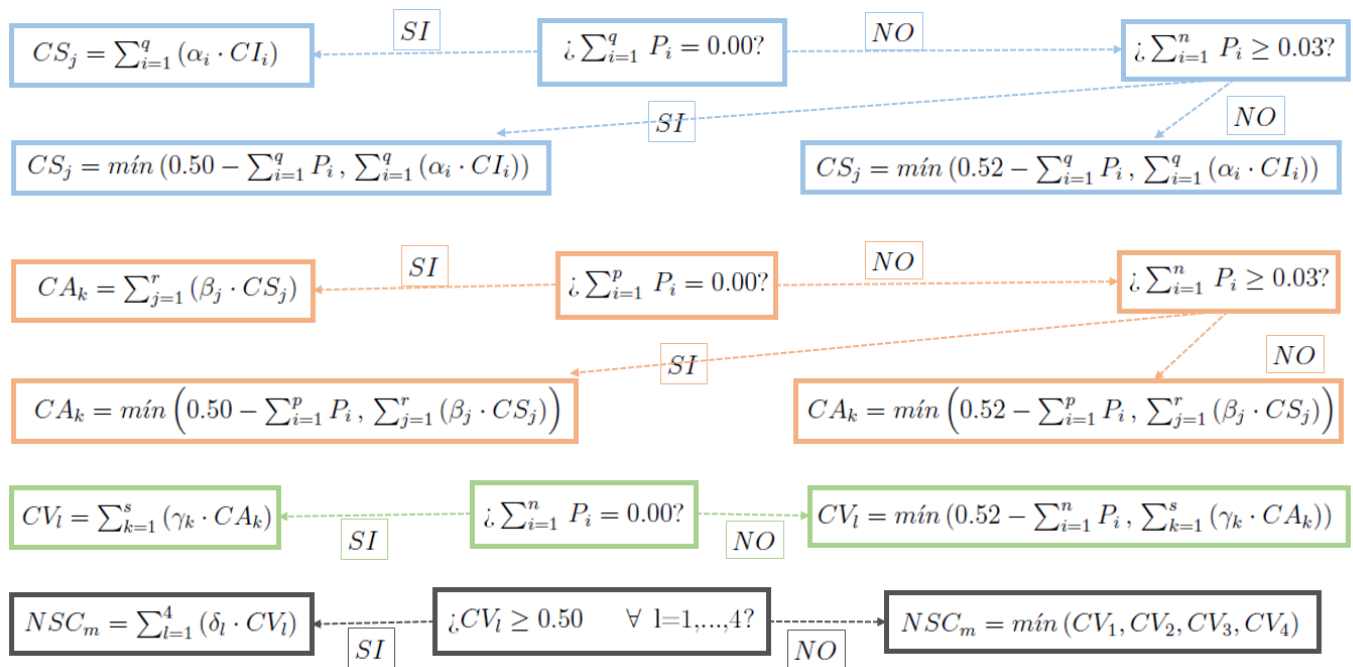 SI
NO
$CS_j = \sum_{i=1}^{q} (\alpha_i \cdot CI_i)$
$¿ \sum_{i=1}^{q} P_i = 0.00?$
$¿ \sum_{i=1}^{n} P_i \geq 0.03?$
SI
NO
$CS_j = mín (0.50 - \sum_{i=1}^{q} P_i , \sum_{i=1}^{q} (\alpha_i \cdot CI_i))$
$CS_j = mín (0.52 - \sum_{i=1}^{q} P_i , \sum_{i=1}^{q} (\alpha_i \cdot CI_i))$
SI
NO
$CA_k = \sum_{j=1}^{r} (\beta_j \cdot CS_j)$
$¿ \sum_{i=1}^{p} P_i = 0.00?$
$¿ \sum_{i=1}^{n} P_i \geq 0.03?$
SI
NO
$CA_k = mín \left(0.50 - \sum_{i=1}^{p} P_i , \sum_{j=1}^{r} (\beta_j \cdot CS_j)\right)$
$CA_k = mín \left(0.52 - \sum_{i=1}^{p} P_i , \sum_{j=1}^{r} (\beta_j \cdot CS_j)\right)$
$CV_l = \sum_{k=1}^{s} (\gamma_k \cdot CA_k)$
$¿ \sum_{i=1}^{n} P_i = 0.00?$
$CV_l = mín (0.52 - \sum_{i=1}^{n} P_i , \sum_{k=1}^{s} (\gamma_k \cdot CA_k))$
SI
NO
$NSC_m = \sum_{l=1}^{4} (\delta_l \cdot CV_l)$
$¿CV_l \geq 0.50 \quad \forall$ l=1,...,4?
$NSC_m = mín (CV_1, CV_2, CV_3, CV_4)$
SI
NO